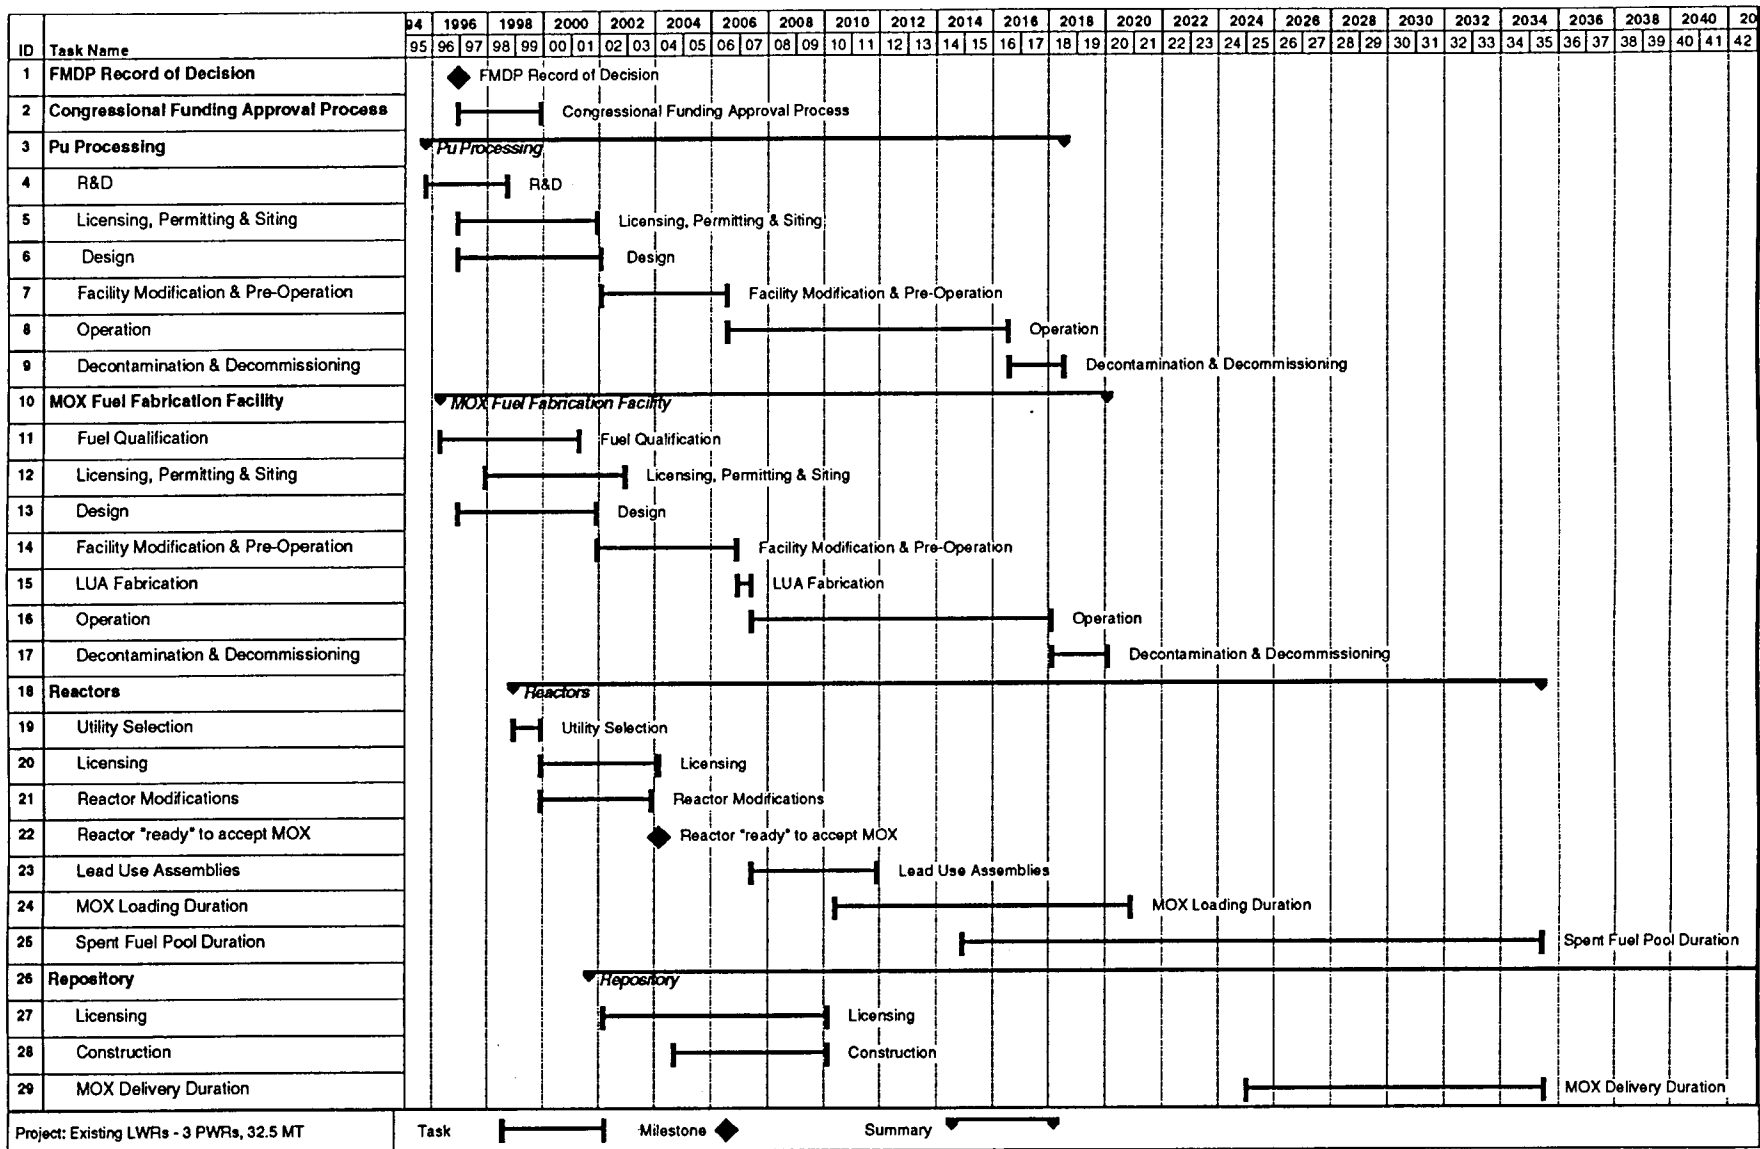 94 1996 1998 2000 2002 2004 2006 2008 2010 2012 2014 2016 2018 2020 2022 2024 2026 2028 2030 2032 2034 2036 2038 2040 20
ID Task Name 95 96 97 98 99 00 01 02 03 04 05 06 07 08 09 10 11 12 13 14 15 16 17 18 19 20 21 22 23 24 25 26 27 28 29 30 31 32 33 34 35 36 37 38 39 40 41 42
1 FMDP Record of Decision FMDP Record of Decision
2 Congressional Funding Approval Process Congressional Funding Approval Process
3 Pu Processing Pu Processing
4 R&D R&D
5 Licensing, Permitting & Siting Licensing, Permitting & Siting
6 Design Design
7 Facility Modification & Pre-Operation Facility Modification & Pre-Operation
8 Operation Operation
9 Decontamination & Decommissioning Decontamination & Decommissioning
10 MOX Fuel Fabrication Facility MOX Fuel Fabrication Facility
11 Fuel Qualification Fuel Qualification
12 Licensing, Permitting & Siting Licensing, Permitting & Siting
13 Design Design
14 Facility Modification & Pre-Operation Facility Modification & Pre-Operation
15 LUA Fabrication LUA Fabrication
16 Operation Operation
17 Decontamination & Decommissioning Decontamination & Decommissioning
18 Reactors Reactors
19 Utility Selection Utility Selection
20 Licensing Licensing
21 Reactor Modifications Reactor Modifications
22 Reactor "ready" to accept MOX Reactor "ready" to accept MOX
23 Lead Use Assemblies Lead Use Assemblies
24 MOX Loading Duration MOX Loading Duration
25 Spent Fuel Pool Duration Spent Fuel Pool Duration
26 Repository Repository
27 Licensing Licensing
28 Construction Construction
29 MOX Delivery Duration MOX Delivery Duration
Project: Existing LWRs - 3 PWRs, 32.5 MT Task Milestone Summary